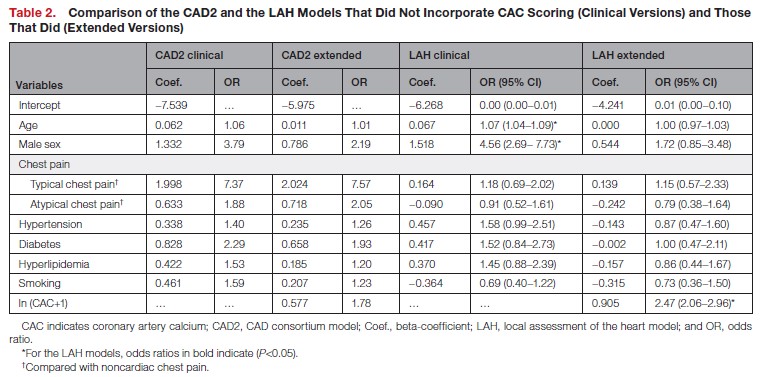 Table 2. Comparison of the CAD2 and the LAH Models That Did Not Incorporate CAC Scoring (Clinical Versions) and Those
That Did (Extended Versions)
Variables CAD2 clinical CAD2 extended LAH clinical LAH extended
Coef. OR Coef. OR Coef. OR (95% CI) Coef. OR (95% CI)
Intercept −7.539 … −5.975 … −6.268 0.00 (0.00–0.01) −4.241 0.01 (0.00–0.10)
Age 0.062 1.06 0.011 1.01 0.067 1.07 (1.04–1.09)* 0.000 1.00 (0.97–1.03)
Male sex 1.332 3.79 0.786 2.19 1.518 4.56 (2.69– 7.73)* 0.544 1.72 (0.85–3.48)
Chest pain
Typical chest pain† 1.998 7.37 2.024 7.57 0.164 1.18 (0.69–2.02) 0.139 1.15 (0.57–2.33)
Atypical chest pain† 0.633 1.88 0.718 2.05 −0.090 0.91 (0.52–1.61) −0.242 0.79 (0.38–1.64)
Hypertension 0.338 1.40 0.235 1.26 0.457 1.58 (0.99–2.51) −0.143 0.87 (0.47–1.60)
Diabetes 0.828 2.29 0.658 1.93 0.417 1.52 (0.84–2.73) −0.002 1.00 (0.47–2.11)
Hyperlipidemia 0.422 1.53 0.185 1.20 0.370 1.45 (0.88–2.39) −0.157 0.86 (0.44–1.67)
Smoking 0.461 1.59 0.207 1.23 −0.364 0.69 (0.40–1.22) −0.315 0.73 (0.36–1.50)
ln (CAC+1) … … 0.577 1.78 … … 0.905 2.47 (2.06–2.96)*
CAC indicates coronary artery calcium; CAD2, CAD consortium model; Coef., beta-coefficient; LAH, local assessment of the heart model; and OR, odds
ratio.
*For the LAH models, odds ratios in bold indicate (P<0.05).
†Compared with noncardiac chest pain.